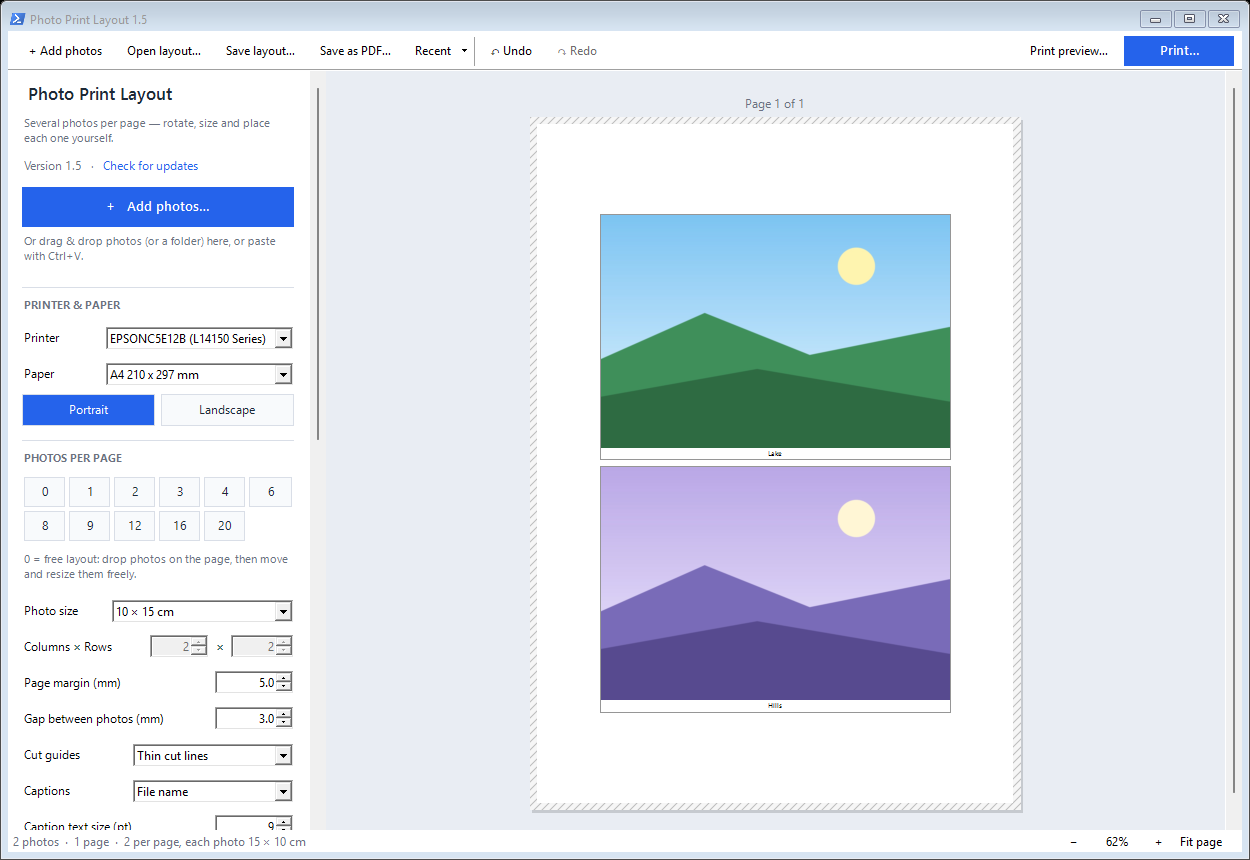 Photo Print Layout 1.5
+ Add photos Open layout... Save layout... Save as PDF... Recent Undo Redo Print preview... Print...
Photo Print Layout
Several photos per page — rotate, size and place
each one yourself.
Version 1.5 · Check for updates
+ Add photos...
Or drag & drop photos (or a folder) here, or paste
with Ctrl+V.
PRINTER & PAPER
Printer EPSONC5E12B (L14150 Series)
Paper A4 210 x 297 mm
Portrait Landscape
PHOTOS PER PAGE
0 1 2 3 4 6
8 9 12 16 20
0 = free layout: drop photos on the page, then move
and resize them freely.
Photo size 10 × 15 cm
Columns × Rows 2 × 2
Page margin (mm) 5.0
Gap between photos (mm) 3.0
Cut guides Thin cut lines
Captions File name
Caption text size (pt) 9
Page 1 of 1
Lake
Hills
2 photos · 1 page · 2 per page, each photo 15 × 10 cm
− 62% + Fit page